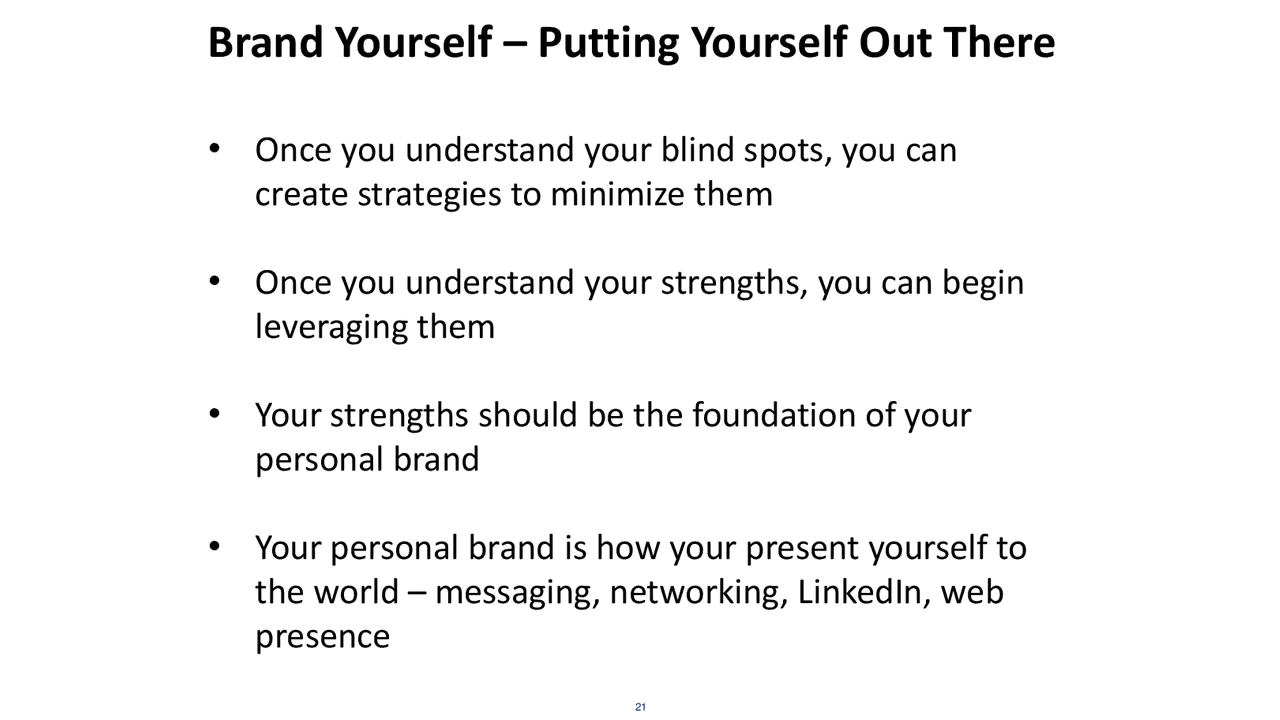 Brand Yourself – Putting Yourself Out There
• Once you understand your blind spots, you can
create strategies to minimize them
• Once you understand your strengths, you can begin
leveraging them
• Your strengths should be the foundation of your
personal brand
• Your personal brand is how your present yourself to
the world – messaging, networking, LinkedIn, web
presence
21